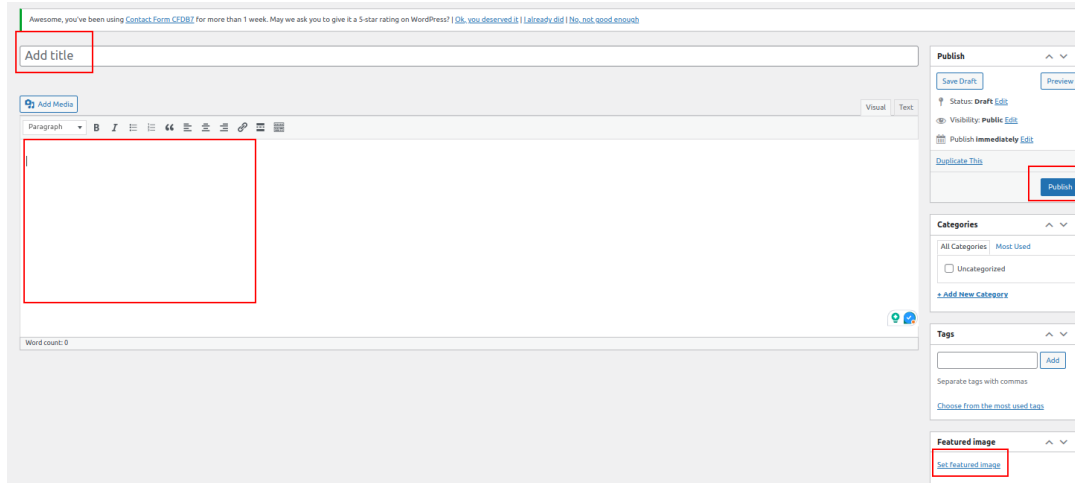 Awesome, you've been using Contact Form CFDB7 for more than 1 week. May we ask you to give it a 5-star rating on WordPress? | Ok, you deserved it | I already did | No, not good enough
Add title
Add Media
Visual Text
Paragraph B I
Word count: 0
Publish
Save Draft Preview
Status: Draft Edit
Visibility: Public Edit
Publish immediately Edit
Duplicate This
Publish
Categories
All Categories Most Used
Uncategorized
+ Add New Category
Tags
Add
Separate tags with commas
Choose from the most used tags
Featured image
Set featured image